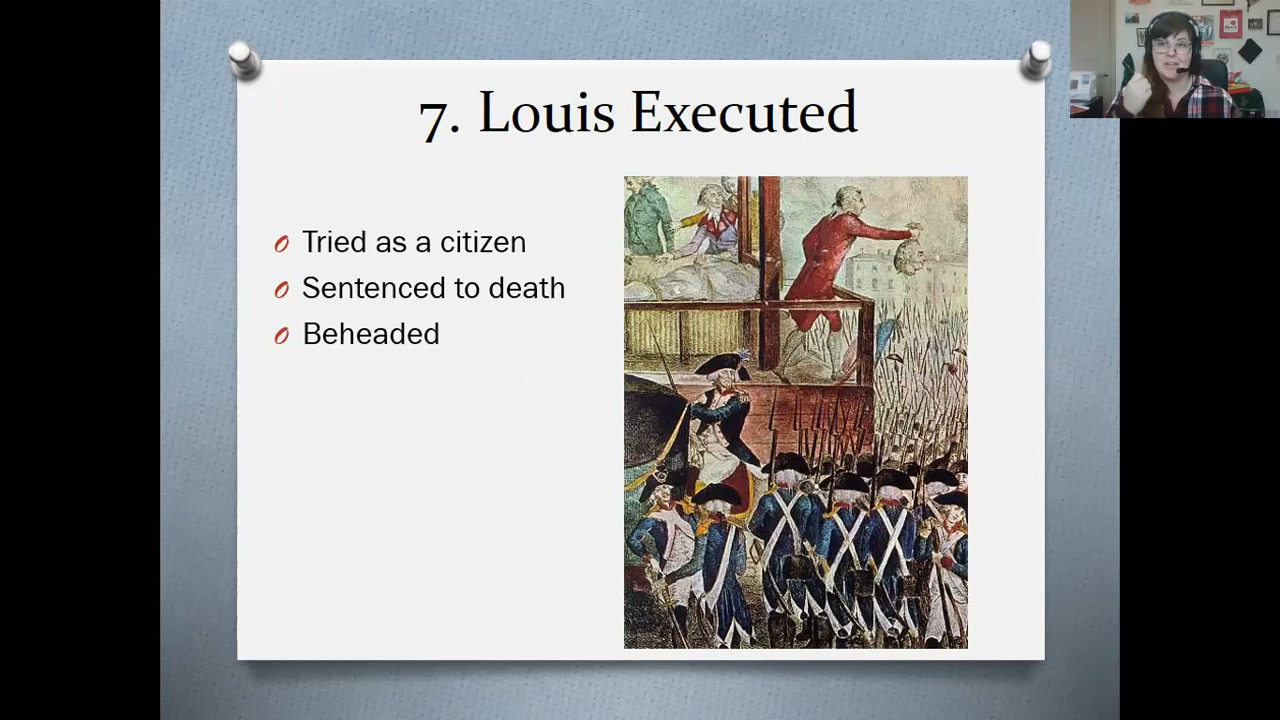 7. Louis Executed
Tried as a citizen
Sentenced to death
Beheaded